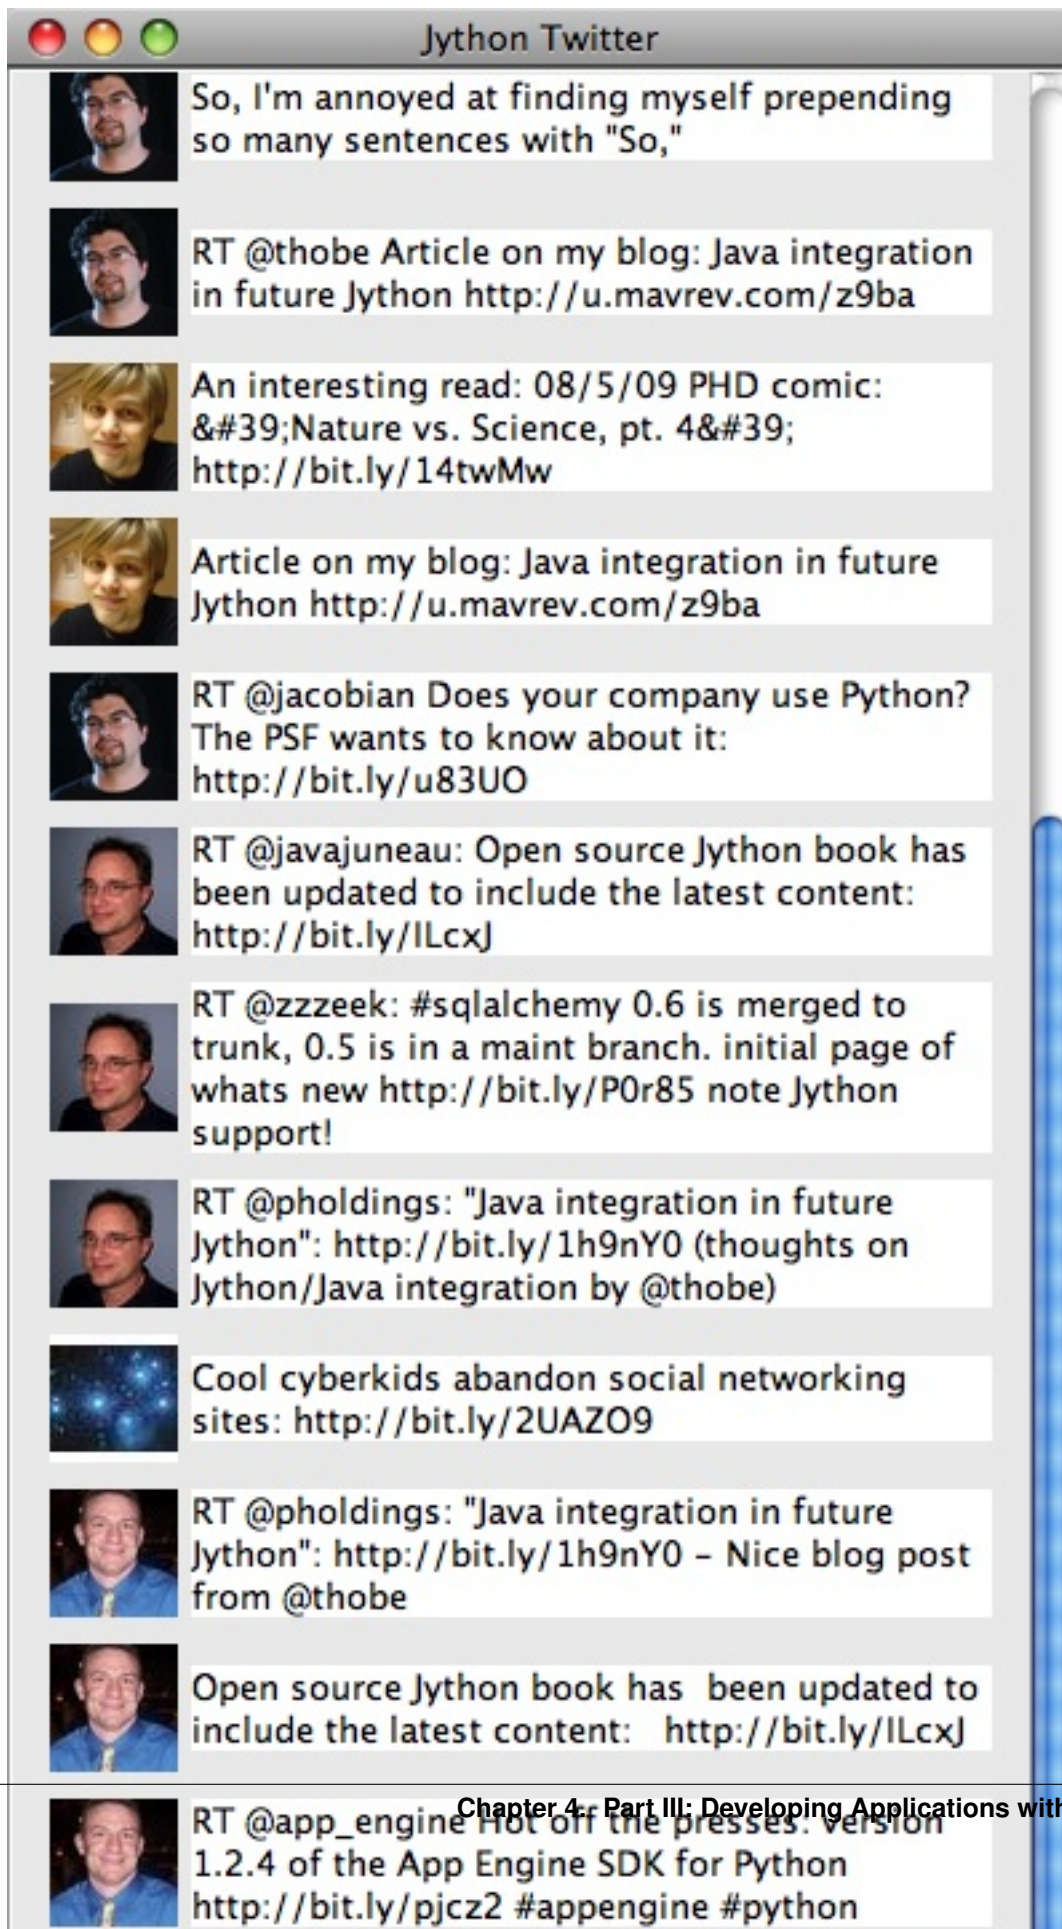 Jython Twitter
So, I'm annoyed at finding myself prepending
so many sentences with "So,"
RT @thobe Article on my blog: Java integration
in future Jython http://u.mavrev.com/z9ba
An interesting read: 08/5/09 PHD comic:
&#39;Nature vs. Science, pt. 4&#39;
http://bit.ly/14twMw
Article on my blog: Java integration in future
Jython http://u.mavrev.com/z9ba
RT @jacobian Does your company use Python?
The PSF wants to know about it:
http://bit.ly/u83UO
RT @javajuneau: Open source Jython book has
been updated to include the latest content:
http://bit.ly/lLcxJ
RT @zzzeek: #sqlalchemy 0.6 is merged to
trunk, 0.5 is in a maint branch. initial page of
whats new http://bit.ly/P0r85 note Jython
support!
RT @pholdings: "Java integration in future
Jython": http://bit.ly/1h9nY0 (thoughts on
Jython/Java integration by @thobe)
Cool cyberkids abandon social networking
sites: http://bit.ly/2UAZO9
RT @pholdings: "Java integration in future
Jython": http://bit.ly/1h9nY0 – Nice blog post
from @thobe
Open source Jython book has  been updated to
include the latest content:   http://bit.ly/lLcxJ
Chapter 4. Part III: Developing Applications with
RT @app_engine Hot off the presses: version
1.2.4 of the App Engine SDK for Python
http://bit.ly/pjcz2 #appengine #python